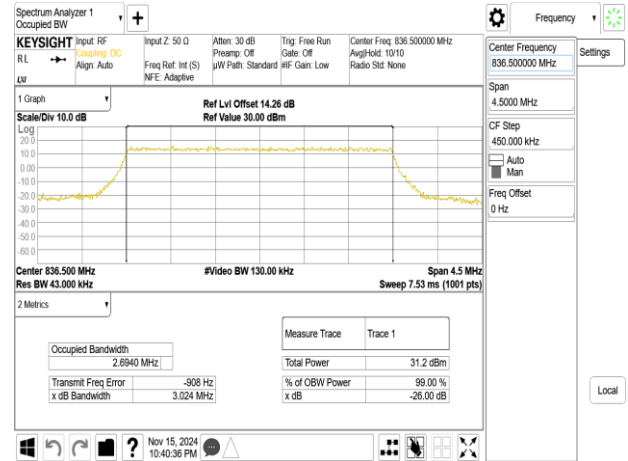 Spectrum Analyzer 1
Occupied BW
Frequency
KEYSIGHT
RL
LXI
Input: RF
Coupling: DC
Align: Auto
Input Z: 50 Ω
Freq Ref: Int (S)
NFE: Adaptive
Atten: 30 dB
Preamp: Off
µW Path: Standard
Trig: Free Run
Gate: Off
#IF Gain: Low
Center Freq: 836.500000 MHz
Avg|Hold: 10/10
Radio Std: None
Center Frequency
836.500000 MHz
Settings
Span
4.5000 MHz
CF Step
450.000 kHz
Auto
Man
Freq Offset
0 Hz
1 Graph
Scale/Div 10.0 dB
Ref Lvl Offset 14.26 dB
Ref Value 30.00 dBm
Log
20.0
10.0
0.00
-10.0
-20.0
-30.0
-40.0
-50.0
-60.0
Center 836.500 MHz
Res BW 43.000 kHz
#Video BW 130.00 kHz
Span 4.5 MHz
Sweep 7.53 ms (1001 pts)
2 Metrics
Measure Trace Trace 1
Occupied Bandwidth
2.6940 MHz
Total Power 31.2 dBm
Transmit Freq Error -908 Hz
% of OBW Power 99.00 %
x dB Bandwidth 3.024 MHz
x dB -26.00 dB
Local
?
Nov 15, 2024
10:40:36 PM